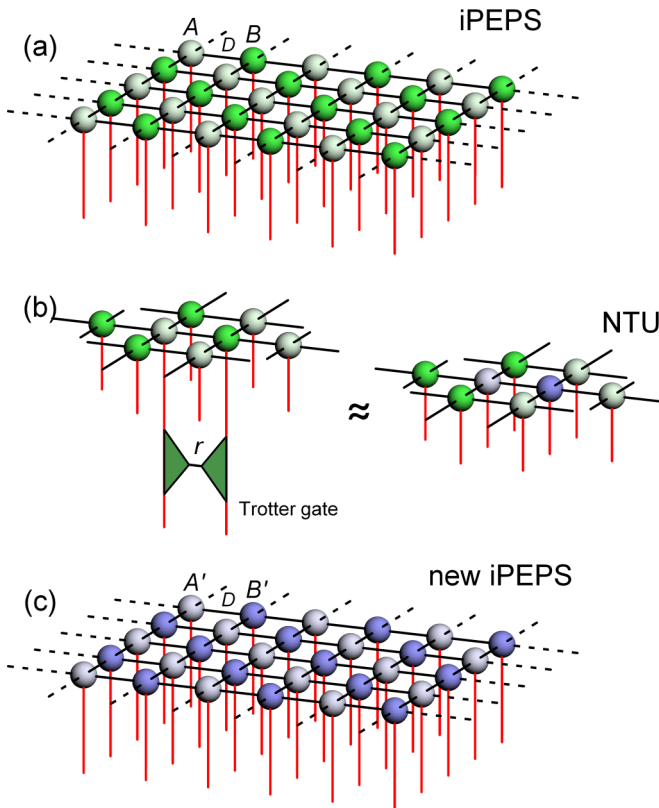 (a)
A
D
B
iPEPS
(b)
NTU
r
≈
Trotter gate
(c)
A'
D
B'
new iPEPS